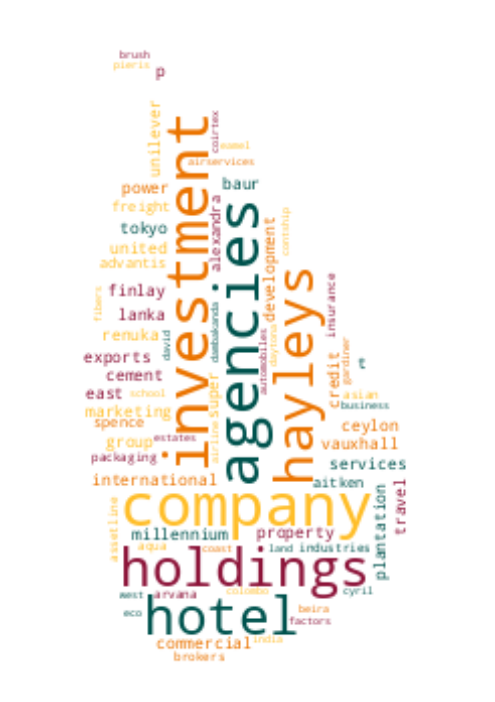 brush
pieris
p
unilever
investment
coirtex
eamel
airservices
power
baur
freight
alexandra
agencies
tokyo
contship
development
united
advantis
hayleys
finlay
insurance
fibers
lanka
dambakanda
renuka
david
automobiles
daytona
gardiner
exports
t
credit
cement
super
east
school
asian
business
marketing
spence
ceylon
group
estates
airline
vauxhall
packaging
services
international
aitken
travel
plantation
company
assetline
millennium
property
aqua
coast
land
industries
holdings
west
arvana
colombo
cyril
eco
hotel
beira
factors
commercial
india
brokers